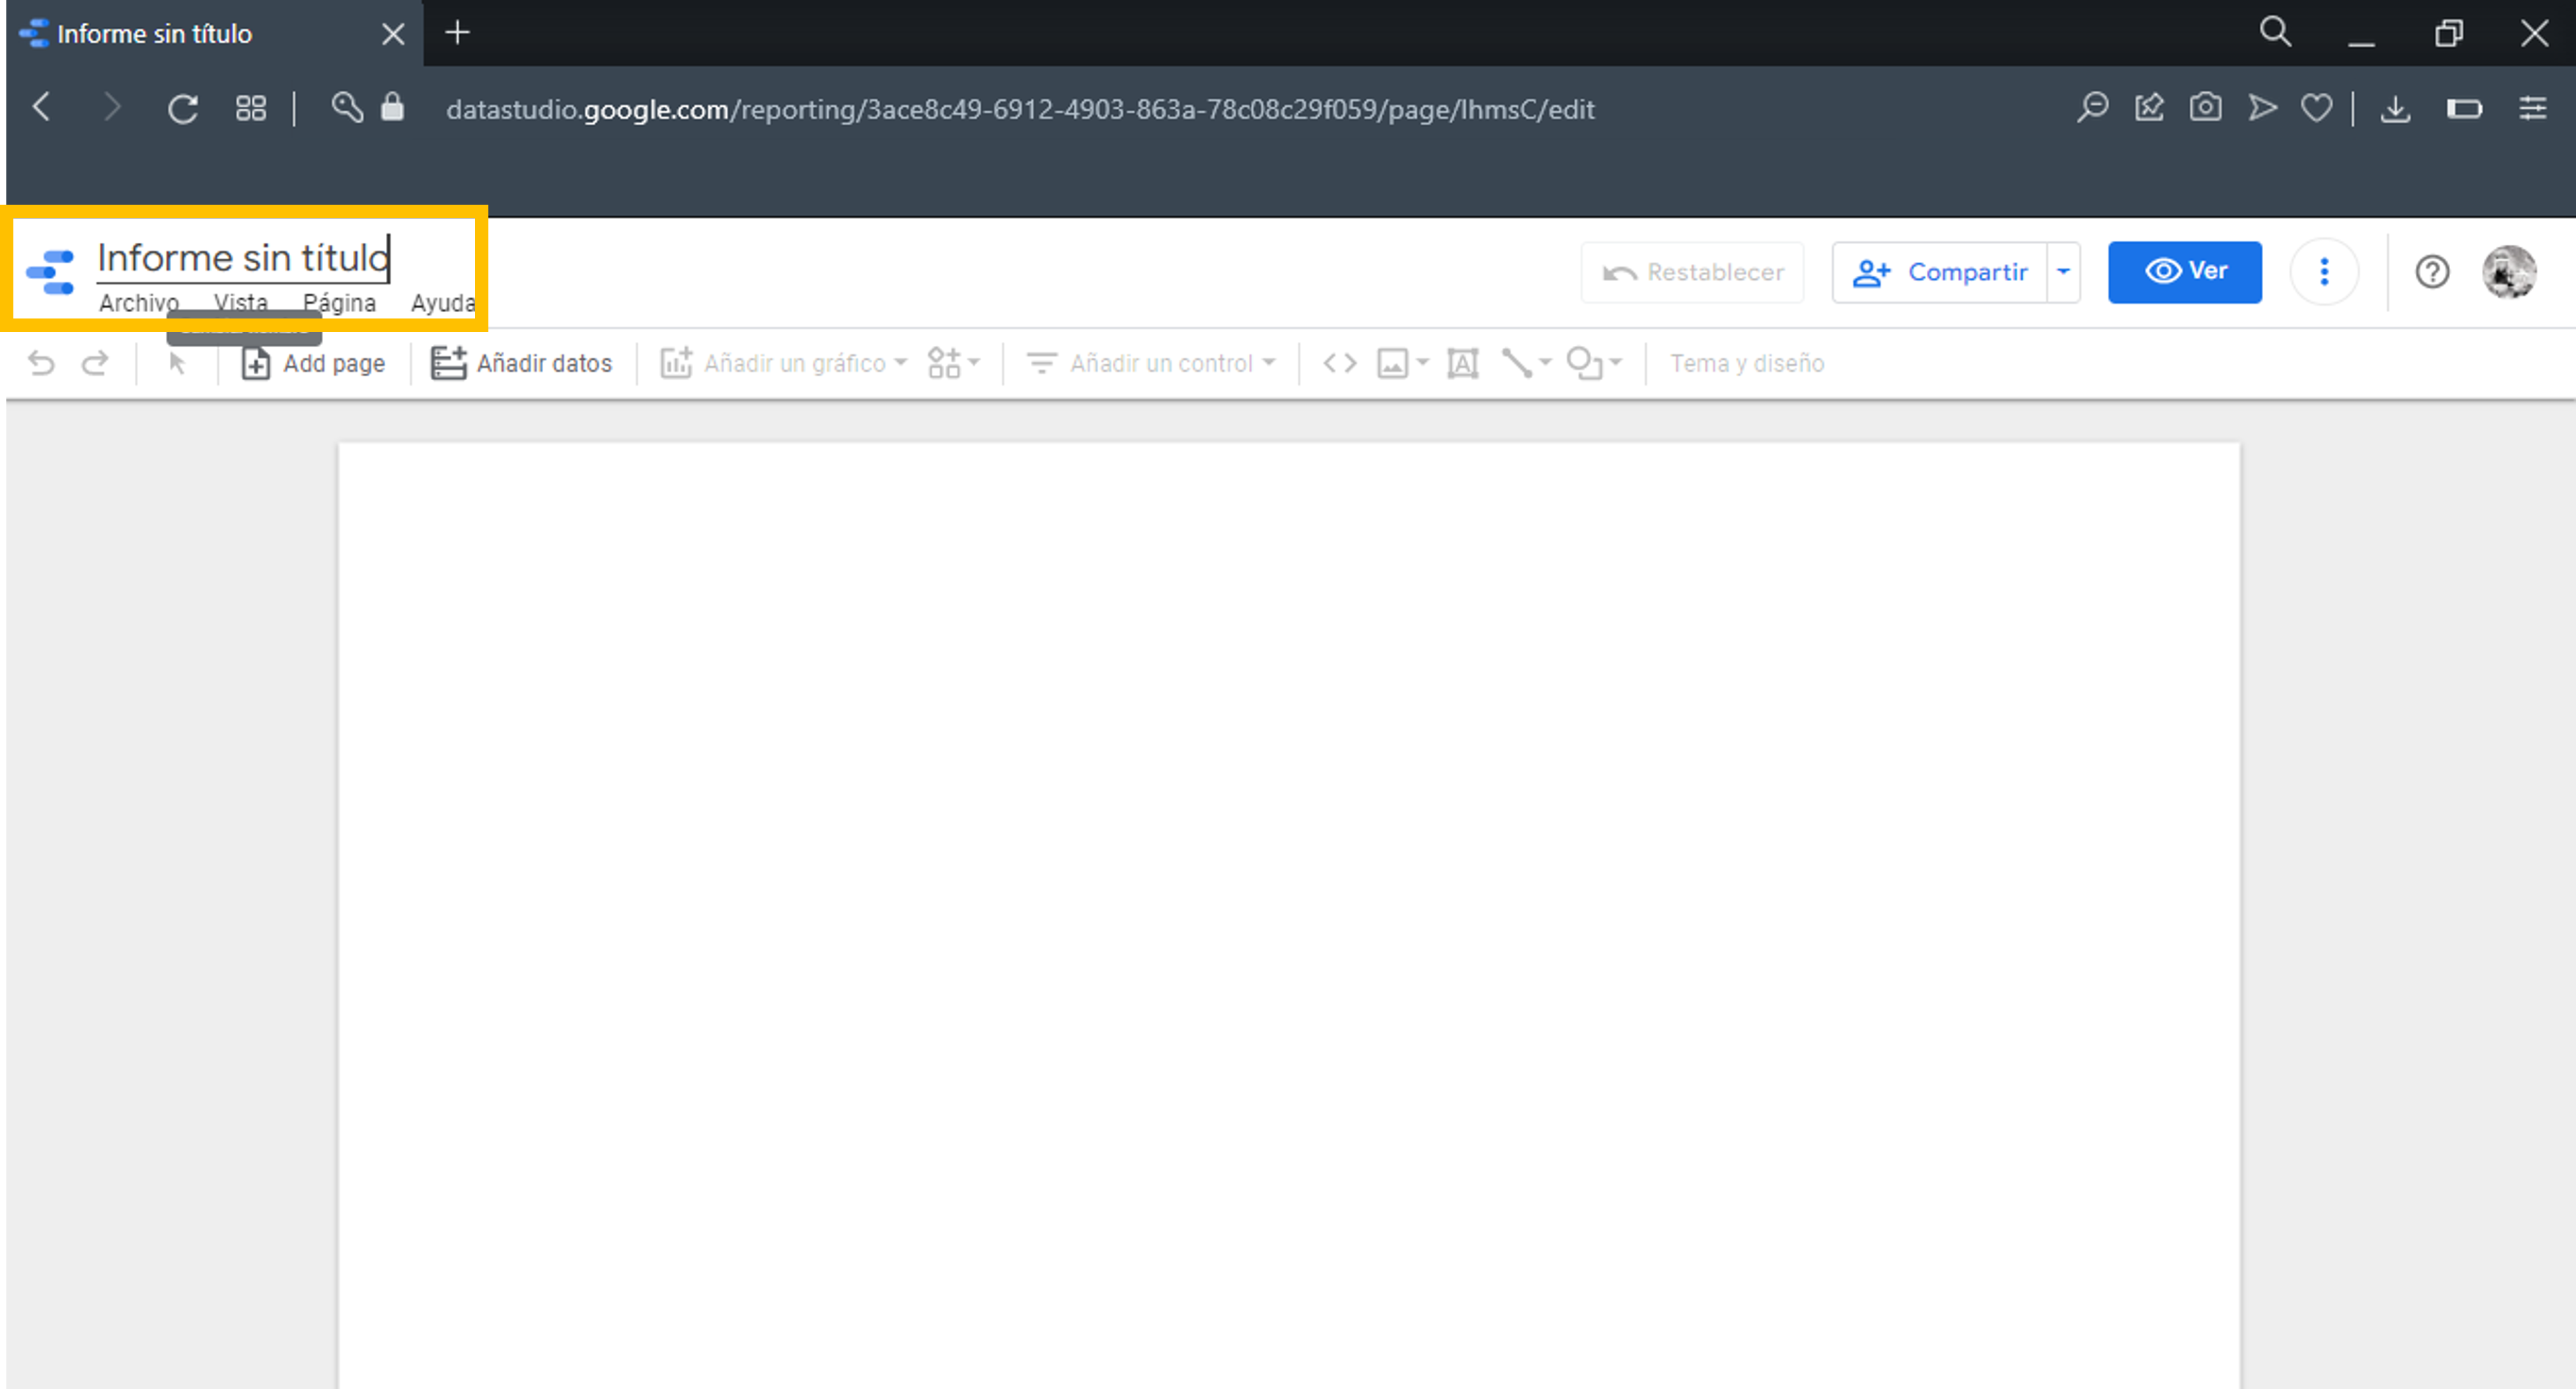 Informe sin título
datastudio.google.com/reporting/3ace8c49-6912-4903-863a-78c08c29f059/page/lhmsC/edit
Informe sin título
Archivo Vista Página Ayuda
Restablecer Compartir Ver
Add page Añadir datos Añadir un gráfico Añadir un control Tema y diseño